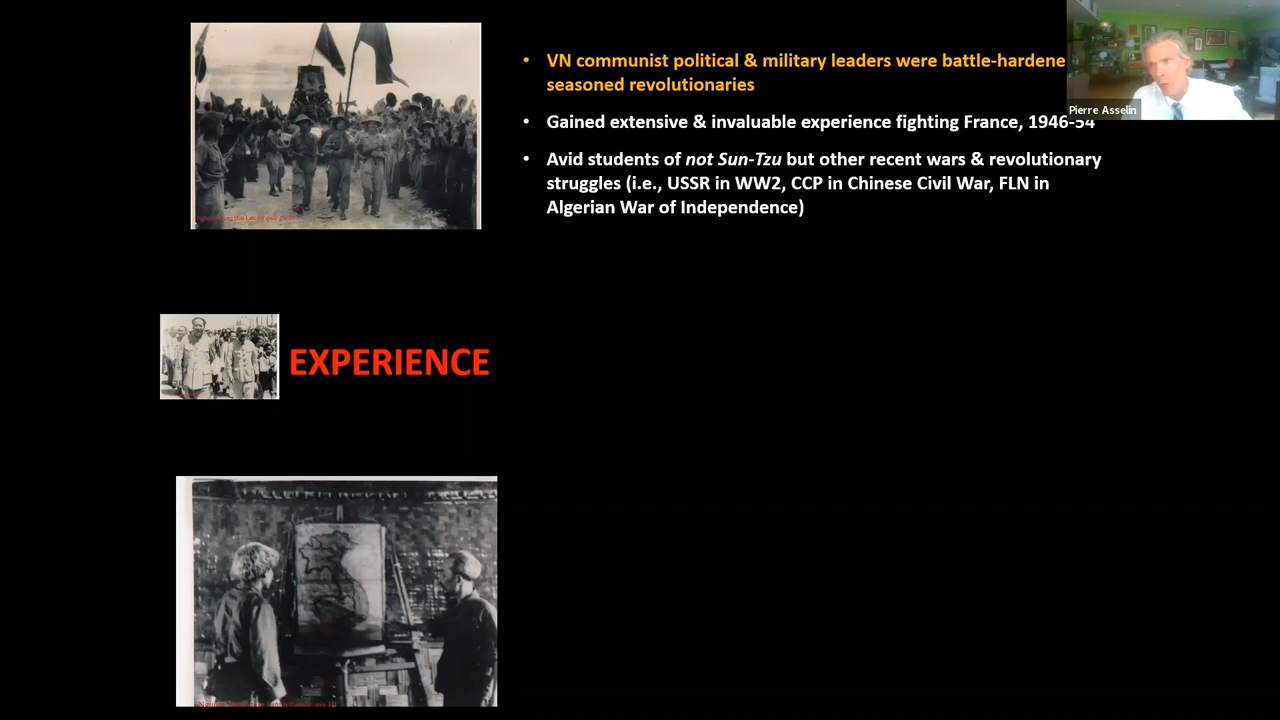 VN communist political & military leaders were battle-hardene
seasoned revolutionaries
Pierre Asselin
Gained extensive & invaluable experience fighting France, 1946-54
Avid students of not Sun-Tzu but other recent wars & revolutionary
struggles (i.e., USSR in WW2, CCP in Chinese Civil War, FLN in
Algerian War of Independence)
EXPERIENCE